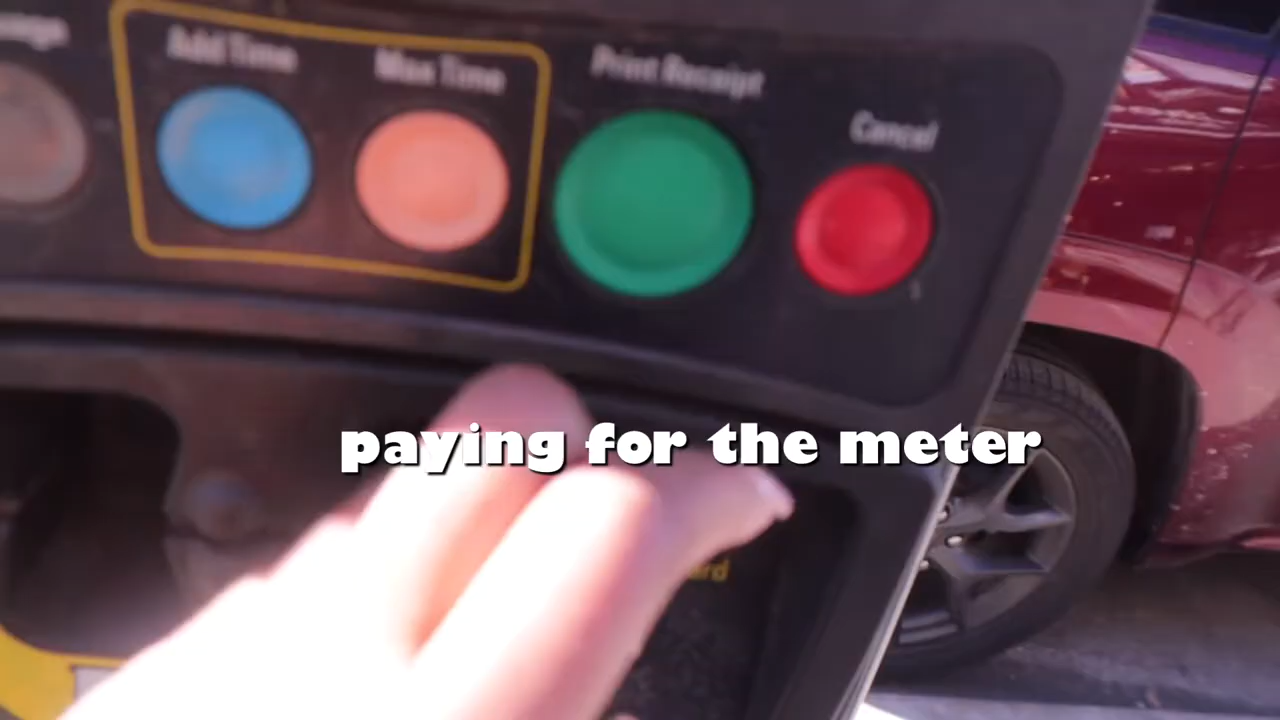 Add Time
Max Time
Print Receipt
Cancel
paying for the meter